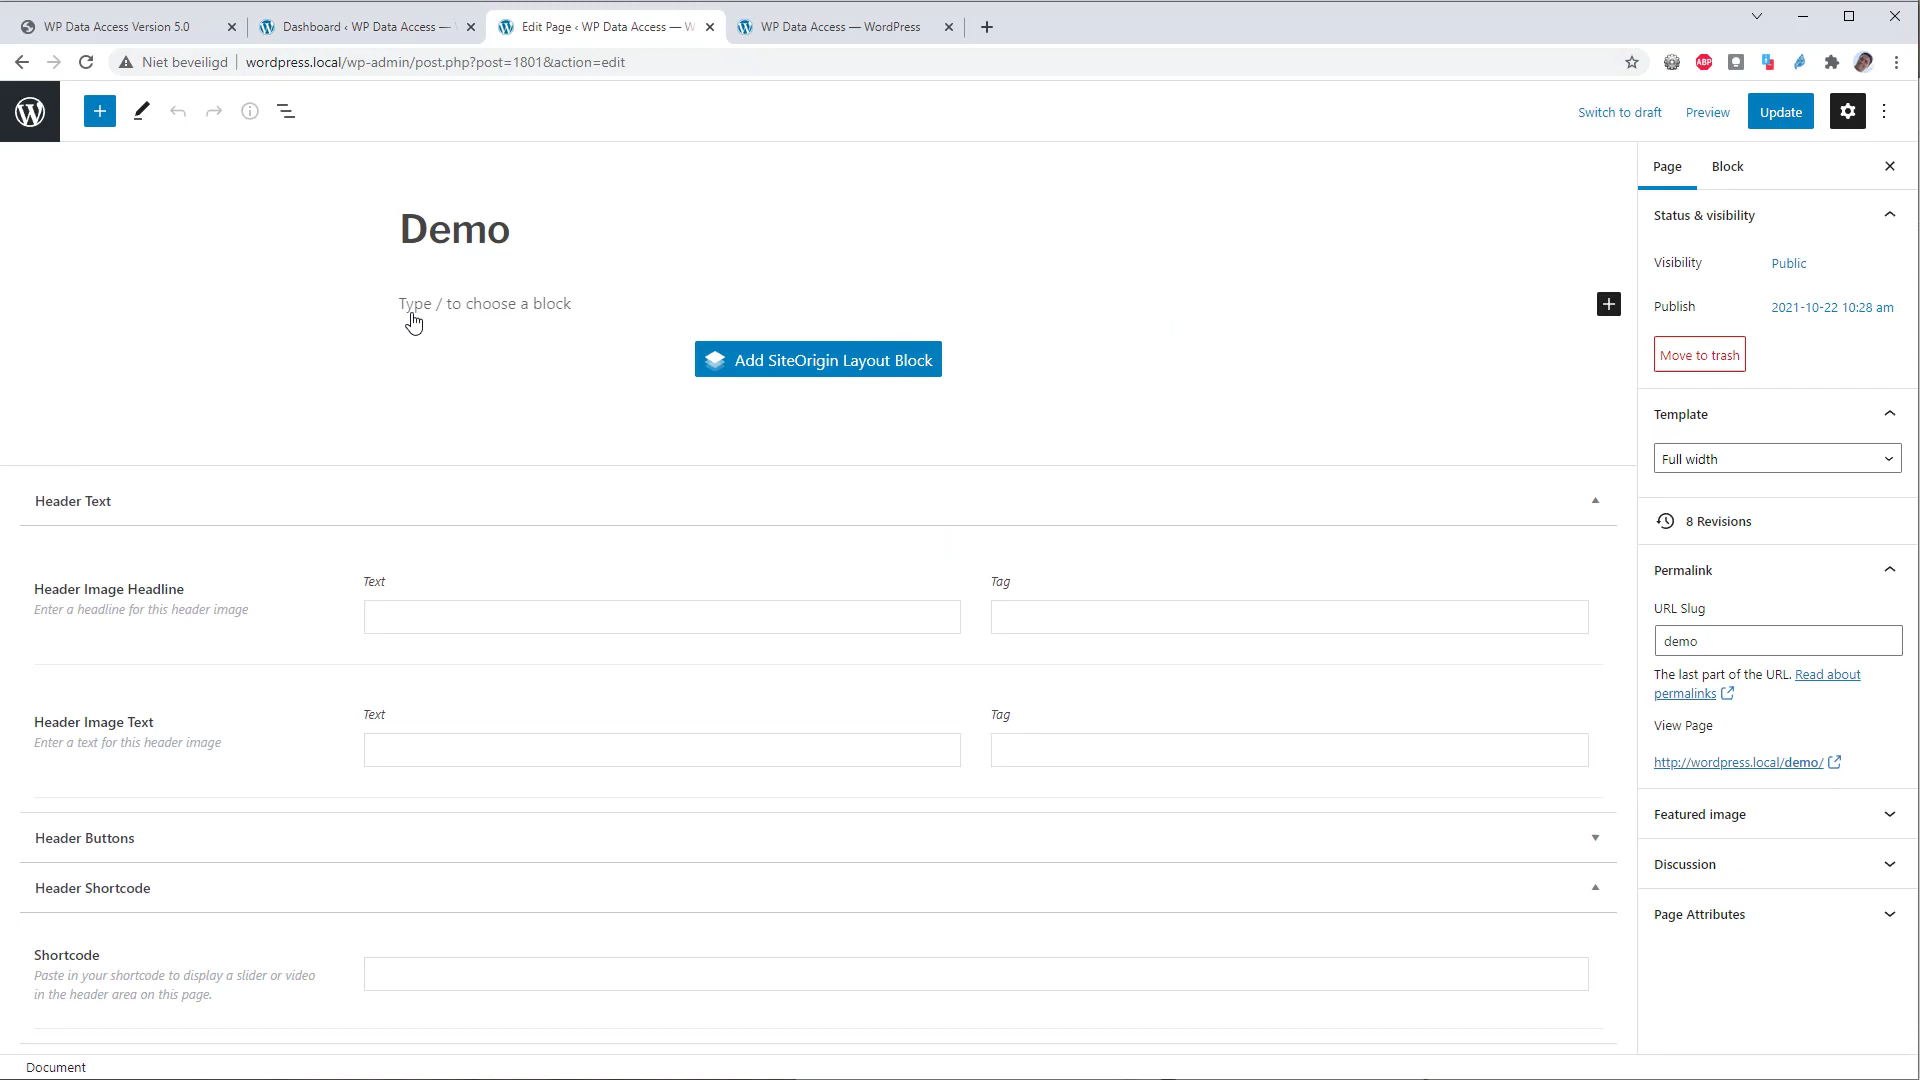 WP Data Access Version 5.0
Dashboard ‹ WP Data Access —
Edit Page ‹ WP Data Access — W
WP Data Access — WordPress
Niet beveiligd
wordpress.local/wp-admin/post.php?post=1801&action=edit
ABP
Switch to draft
Preview
Update
Page
Block
Demo
Type / to choose a block
Add SiteOrigin Layout Block
Header Text
Header Image Headline
Enter a headline for this header image
Text
Tag
Header Image Text
Enter a text for this header image
Text
Tag
Header Buttons
Header Shortcode
Shortcode
Paste in your shortcode to display a slider or video
in the header area on this page.
Status & visibility
Visibility
Public
Publish
2021-10-22 10:28 am
Move to trash
Template
Full width
8 Revisions
Permalink
URL Slug
demo
The last part of the URL. Read about
permalinks
View Page
http://wordpress.local/demo/
Featured image
Discussion
Page Attributes
Document